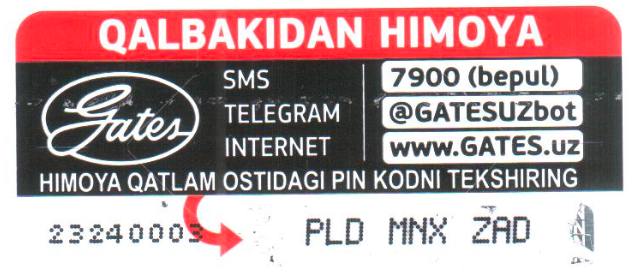 QALBAKIDAN HIMOYA
Gates
SMS 7900 (bepul)
TELEGRAM @GATESUZbot
INTERNET www.GATES.uz
HIMOYA QATLAM OSTIDAGI PIN KODNI TEKSHIRING
23240003 PLD MNX ZAD